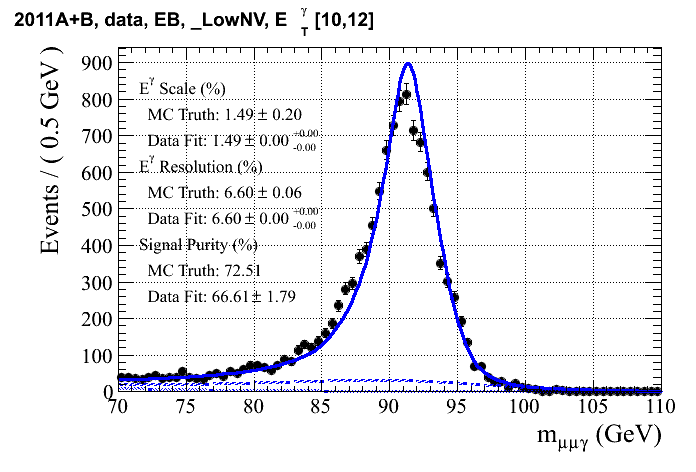 2011A+B, data, EB, _LowNV, E_T^γ [10,12]
Events / ( 0.5 GeV )
900
800
700
600
500
400
300
200
100
0
E^γ Scale (%)
MC Truth: 1.49 ± 0.20
Data Fit: 1.49 ± 0.00 +0.00 -0.00
E^γ Resolution (%)
MC Truth: 6.60 ± 0.06
Data Fit: 6.60 ± 0.00 +0.00 -0.00
Signal Purity (%)
MC Truth: 72.51
Data Fit: 66.61 ± 1.79
70 75 80 85 90 95 100 105 110
m_μμγ (GeV)